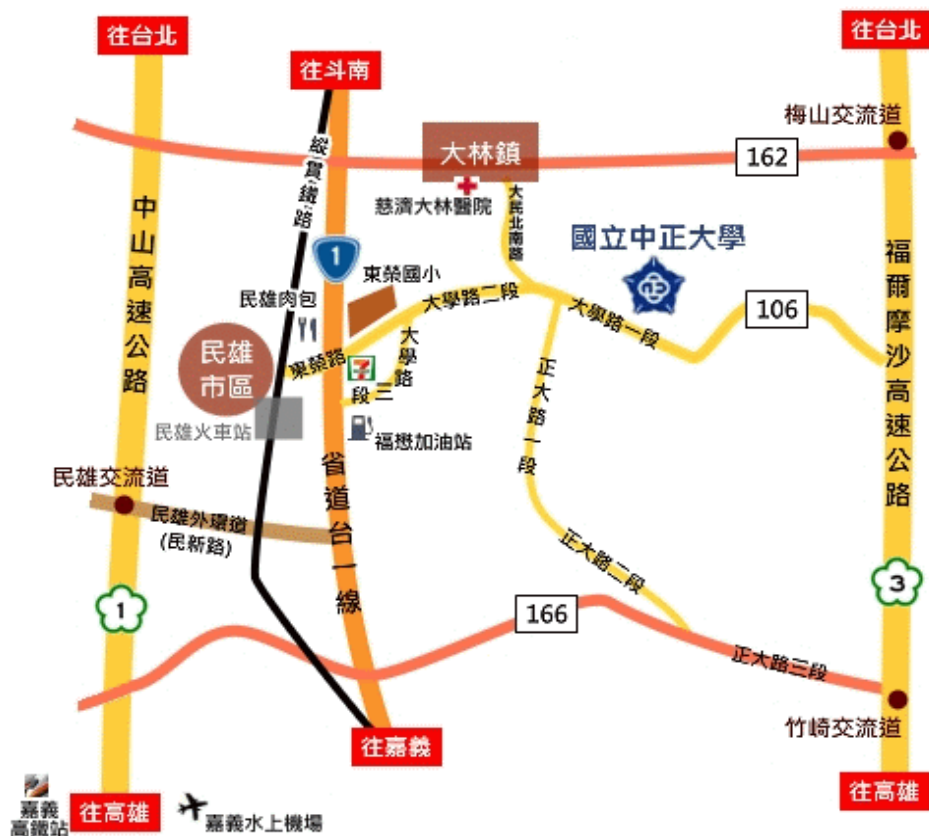 往台北
往台北
往斗南
梅山交流道
大林鎮
162
縱貫鐵路
慈濟大林醫院
大民北南路
中山高速公路
國立中正大學
福爾摩沙高速公路
1
東榮國小
民雄肉包
大學路二段
大學路一段
106
民雄
市區
東榮路
7
大學路三段
正大路一段
民雄火車站
福懋加油站
省道台一線
民雄交流道
民雄外環道
(民新路)
正大路二段
3
1
166
正大路三段
竹崎交流道
往嘉義
嘉義
高鐵站
往高雄
嘉義水上機場
往高雄